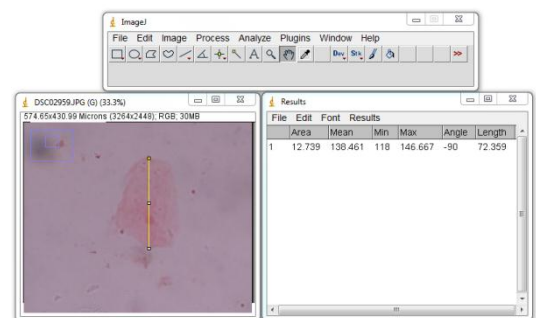 ImageJ
File Edit Image Process Analyze Plugins Window Help
A Dev Stk >>
DSC02959.JPG (G) (33.3%)
574.65x430.99 Microns (3264x2448); RGB; 30MB
Results
File Edit Font Results
Area Mean Min Max Angle Length
1 12.739 138.461 118 146.667 -90 72.359